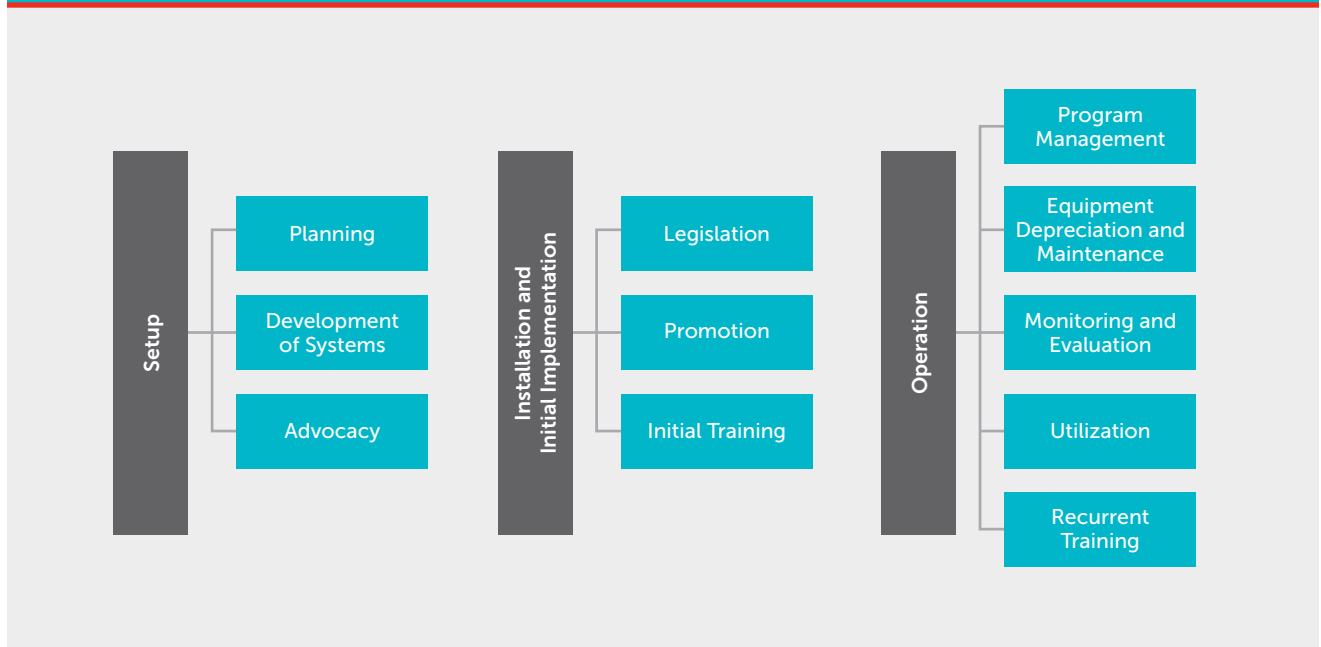 Setup
Planning
Development
of Systems
Advocacy
Installation and
Initial Implementation
Legislation
Promotion
Initial Training
Operation
Program
Management
Equipment
Depreciation and
Maintenance
Monitoring and
Evaluation
Utilization
Recurrent
Training